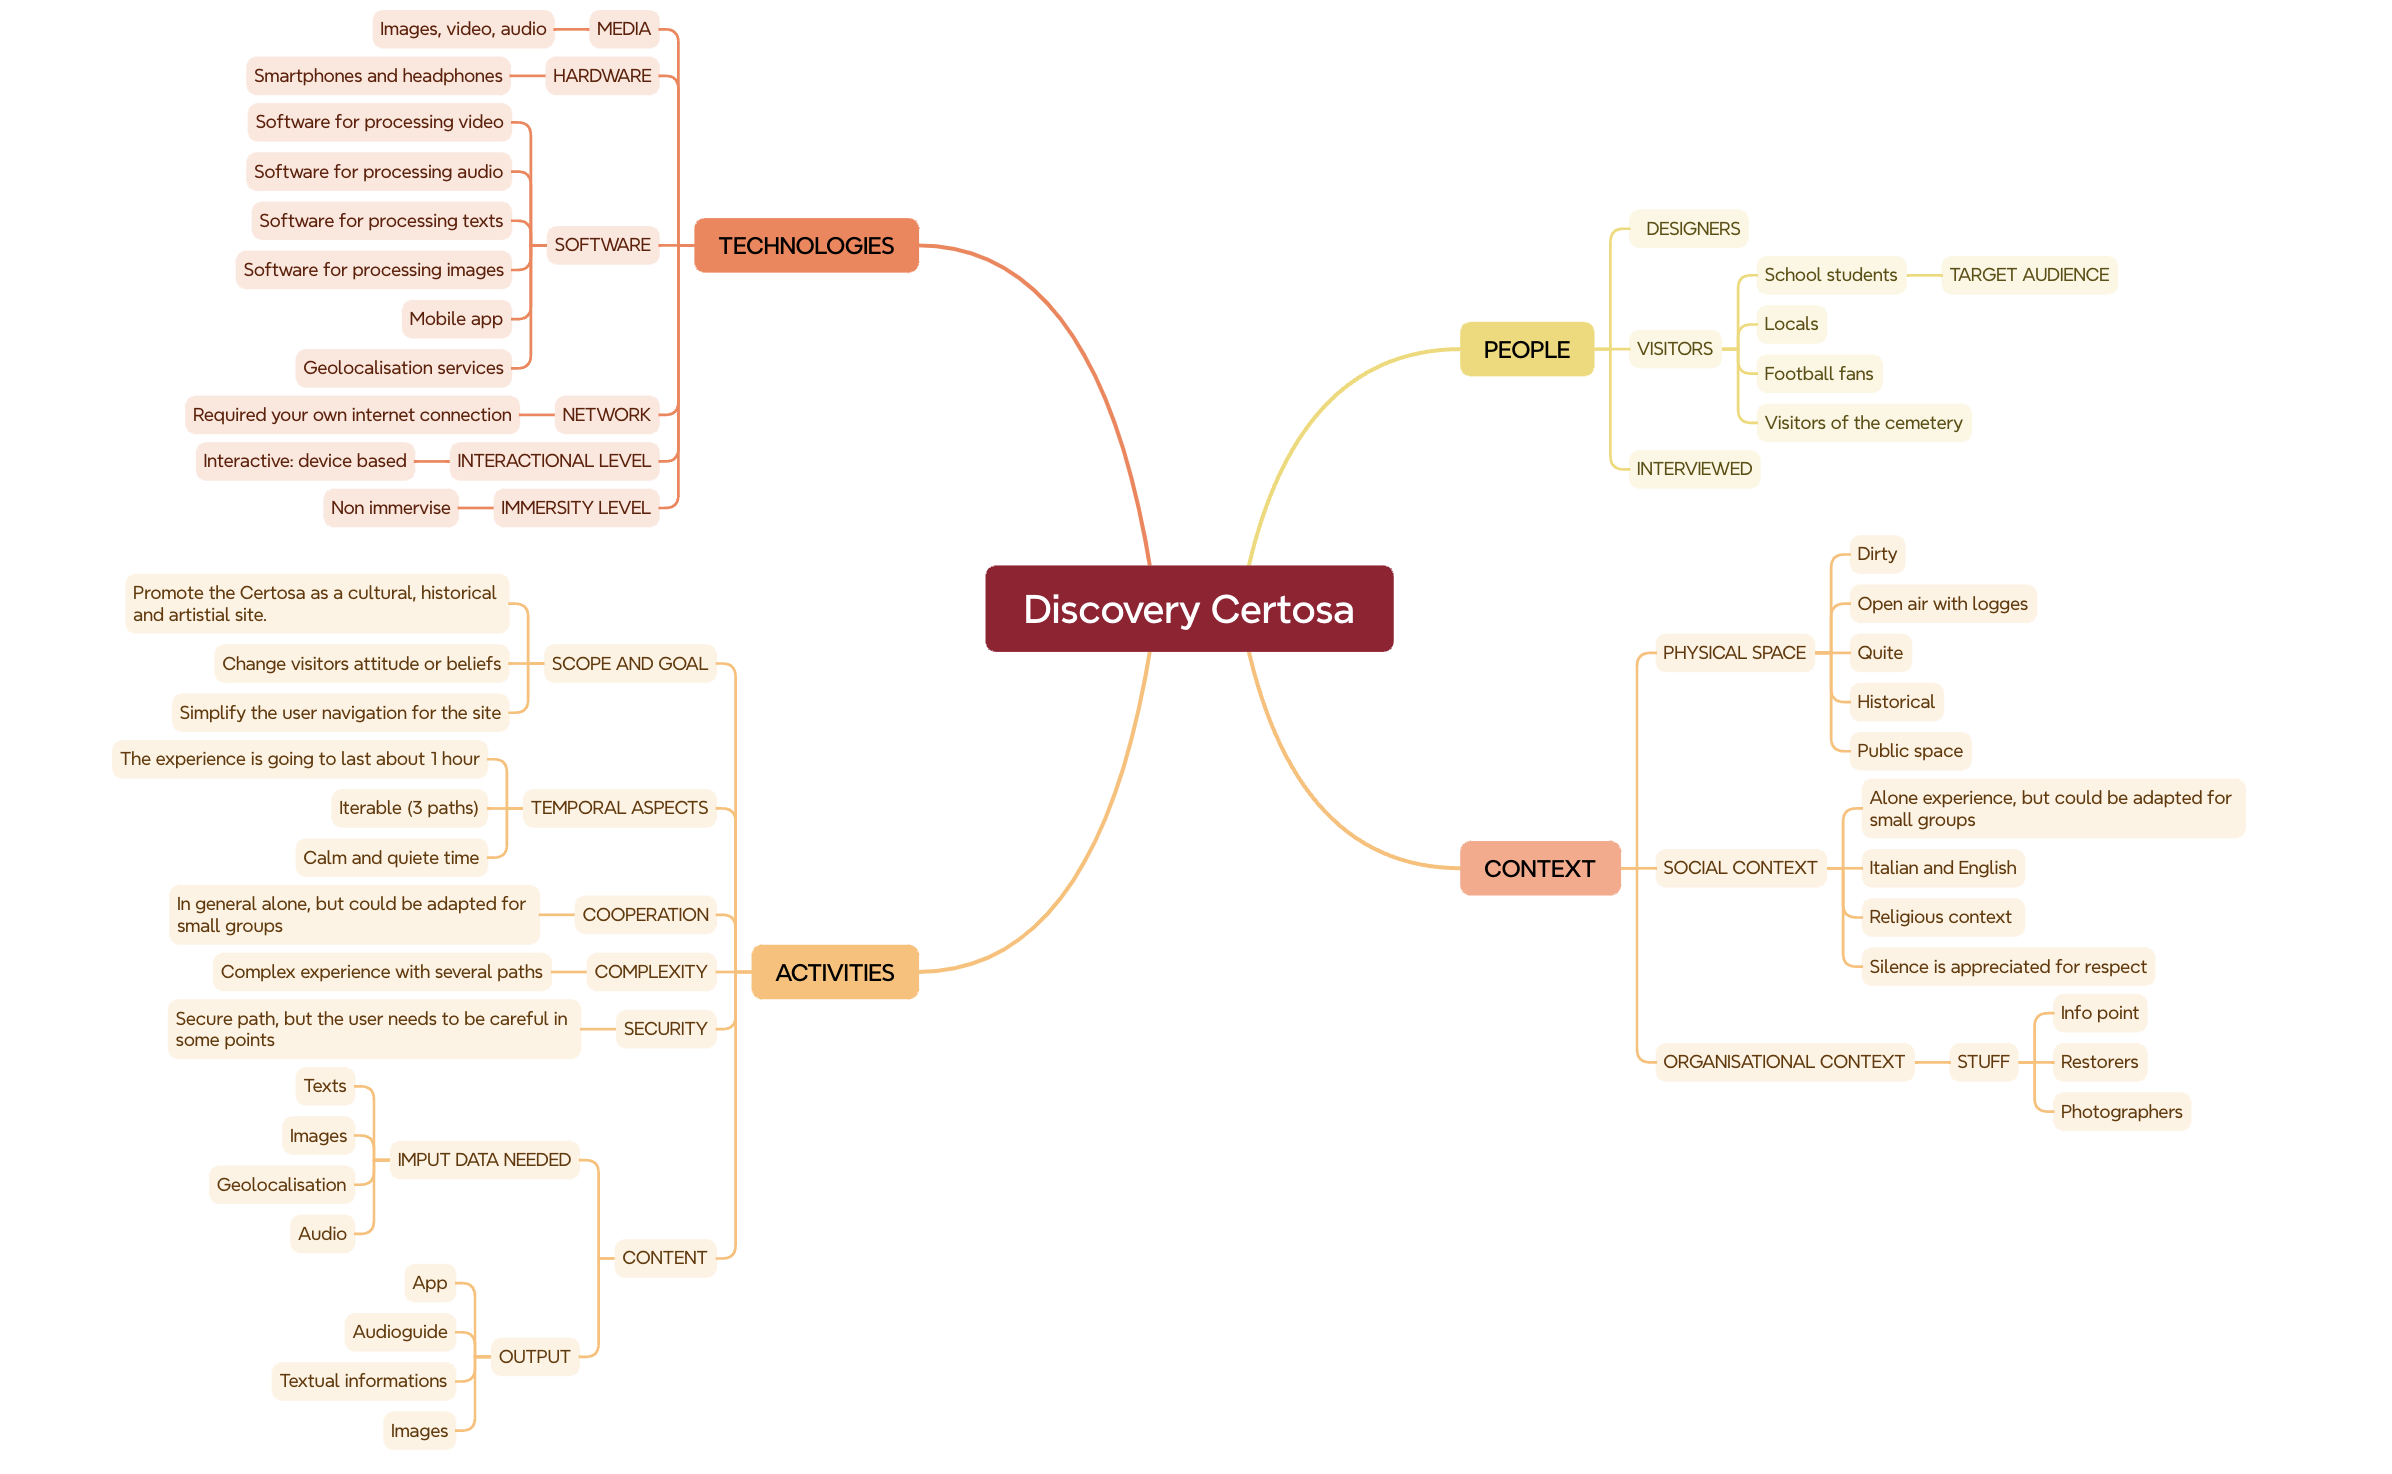 Discovery Certosa
TECHNOLOGIES
MEDIA
Images, video, audio
HARDWARE
Smartphones and headphones
SOFTWARE
Software for processing video
Software for processing audio
Software for processing texts
Software for processing images
Mobile app
Geolocalisation services
NETWORK
Required your own internet connection
INTERACTIONAL LEVEL
Interactive: device based
IMMERSITY LEVEL
Non immervise
PEOPLE
DESIGNERS
VISITORS
School students
TARGET AUDIENCE
Locals
Football fans
Visitors of the cemetery
INTERVIEWED
ACTIVITIES
SCOPE AND GOAL
Promote the Certosa as a cultural, historical
and artistial site.
Change visitors attitude or beliefs
Simplify the user navigation for the site
TEMPORAL ASPECTS
The experience is going to last about 1 hour
Iterable (3 paths)
Calm and quiete time
COOPERATION
In general alone, but could be adapted for
small groups
COMPLEXITY
Complex experience with several paths
SECURITY
Secure path, but the user needs to be careful in
some points
CONTENT
IMPUT DATA NEEDED
Texts
Images
Geolocalisation
Audio
OUTPUT
App
Audioguide
Textual informations
Images
CONTEXT
PHYSICAL SPACE
Dirty
Open air with logges
Quite
Historical
Public space
SOCIAL CONTEXT
Alone experience, but could be adapted for
small groups
Italian and English
Religious context
Silence is appreciated for respect
ORGANISATIONAL CONTEXT
STUFF
Info point
Restorers
Photographers